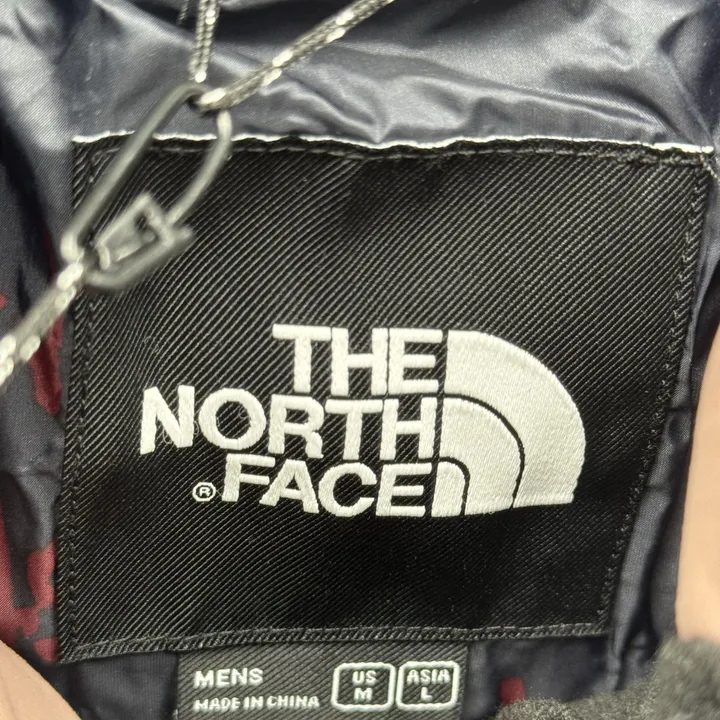 THE
NORTH
® FACE
MENS
MADE IN CHINA
US
M
ASIA
L